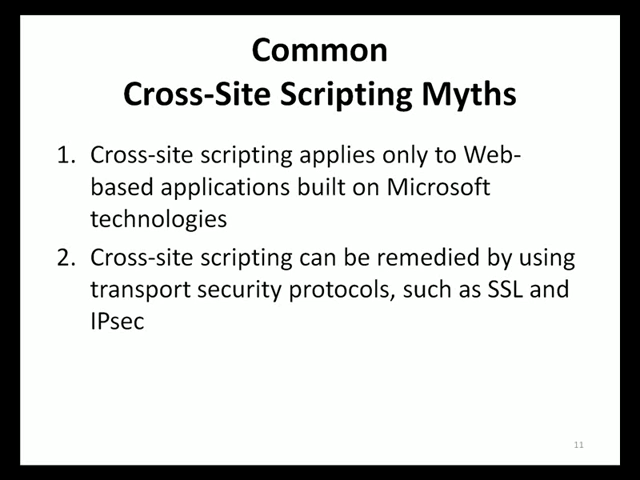 Common
Cross-Site Scripting Myths
1. Cross-site scripting applies only to Web-
based applications built on Microsoft
technologies
2. Cross-site scripting can be remedied by using
transport security protocols, such as SSL and
IPsec
11